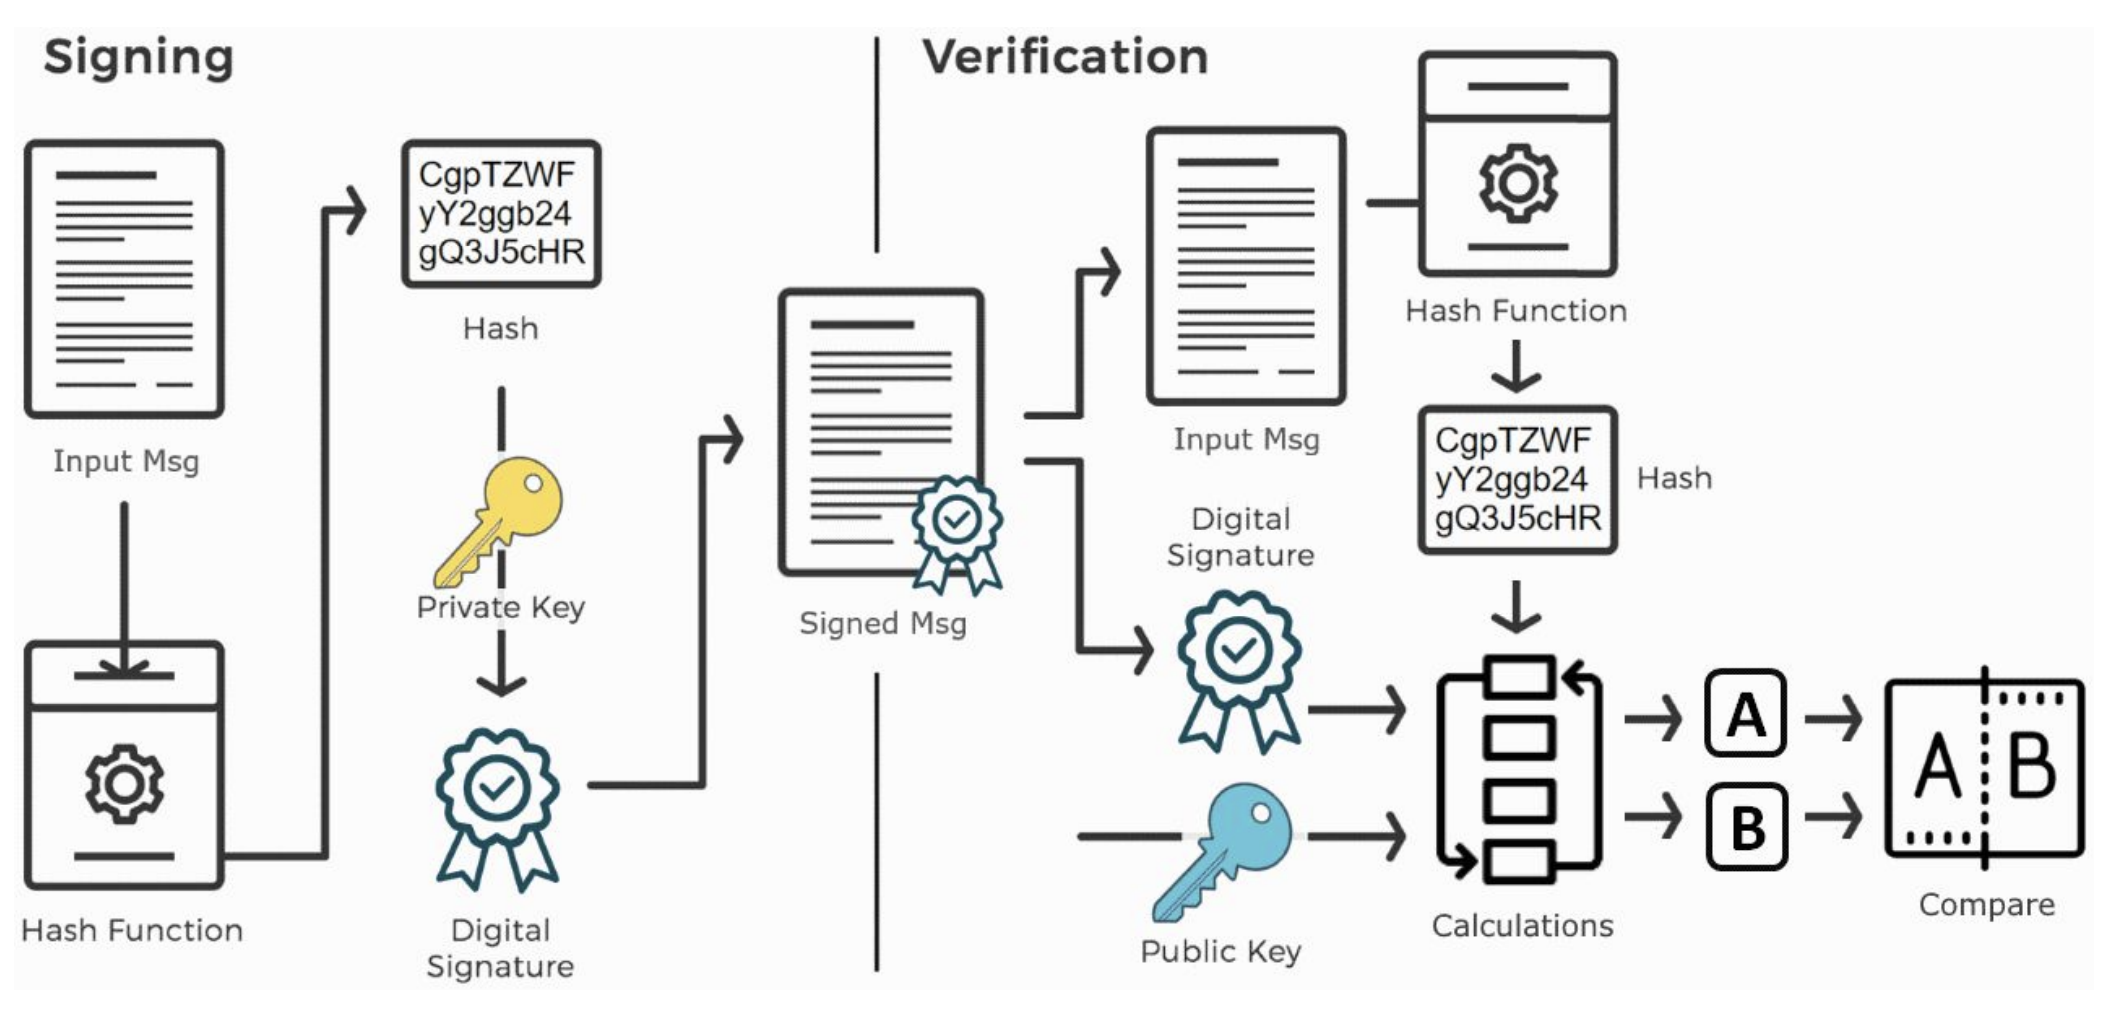 Signing
Input Msg
Hash Function
CgpTZWF
yY2ggb24
gQ3J5cHR
Hash
Private Key
Digital
Signature
Signed Msg
Verification
Input Msg
Hash Function
CgpTZWF
yY2ggb24
gQ3J5cHR
Hash
Digital
Signature
Public Key
Calculations
A
B
A B
Compare